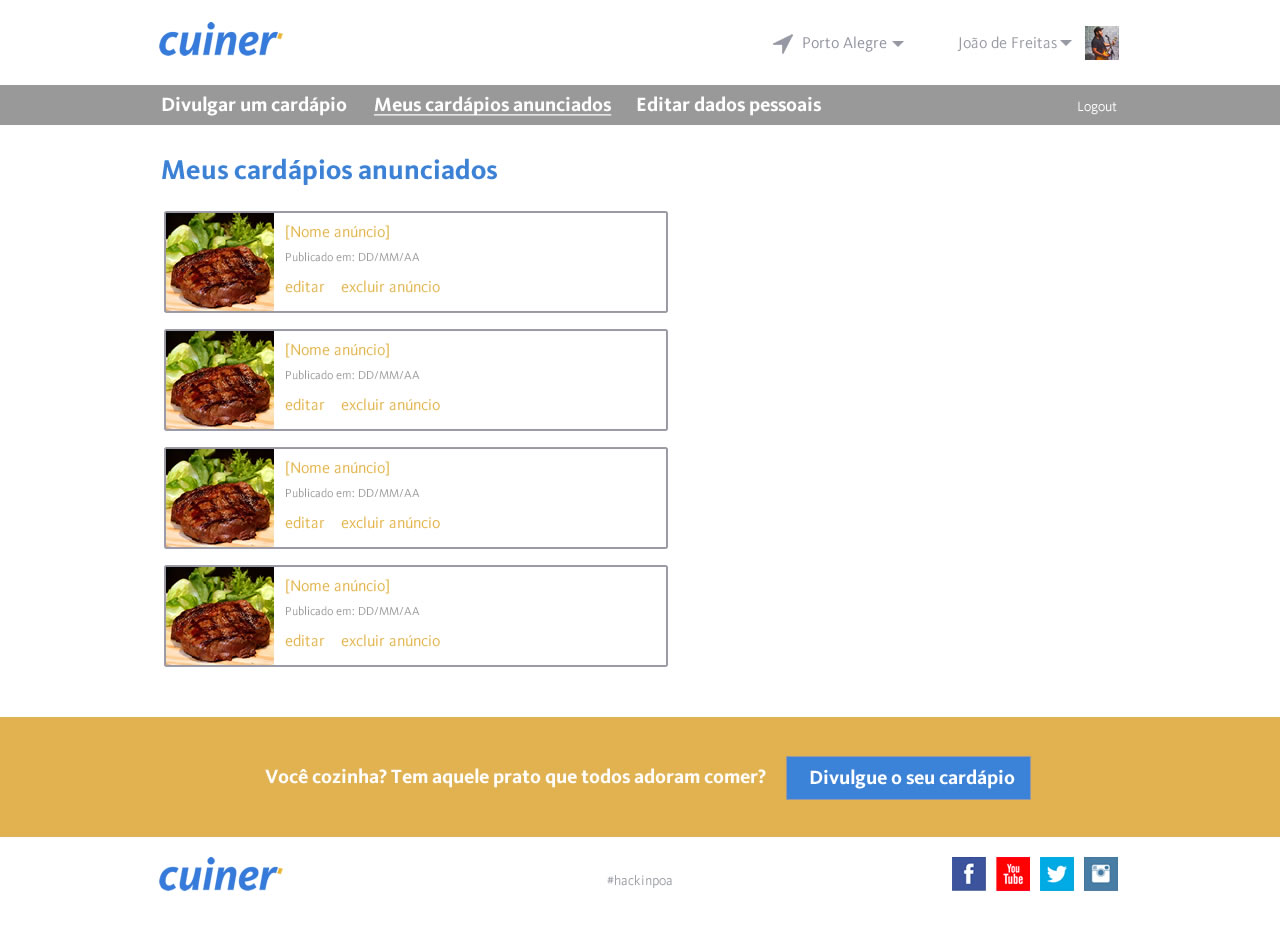 cuiner
Porto Alegre
João de Freitas
Divulgar um cardápio
Meus cardápios anunciados
Editar dados pessoais
Logout
Meus cardápios anunciados
[Nome anúncio]
Publicado em: DD/MM/AA
editar excluir anúncio
[Nome anúncio]
Publicado em: DD/MM/AA
editar excluir anúncio
[Nome anúncio]
Publicado em: DD/MM/AA
editar excluir anúncio
[Nome anúncio]
Publicado em: DD/MM/AA
editar excluir anúncio
Você cozinha? Tem aquele prato que todos adoram comer?
Divulgue o seu cardápio
cuiner
#hackinpoa
f
You
Tube